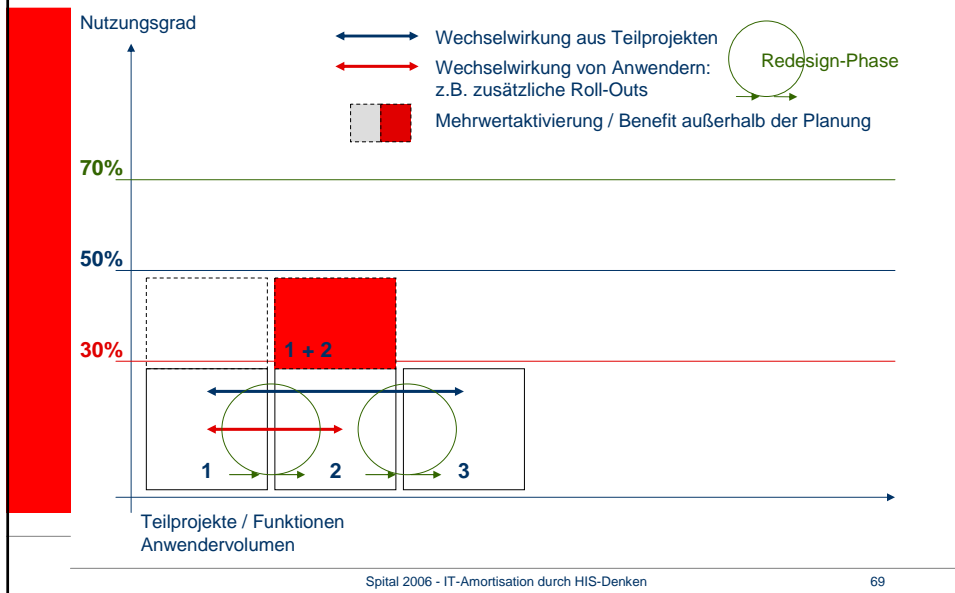 Nutzungsgrad
Wechselwirkung aus Teilprojekten
Wechselwirkung von Anwendern:
z.B. zusätzliche Roll-Outs
Redesign-Phase
Mehrwertaktivierung / Benefit außerhalb der Planung
70%
50%
30%
1 + 2
1
2
3
Teilprojekte / Funktionen
Anwendervolumen
Spital 2006 - IT-Amortisation durch HIS-Denken
69